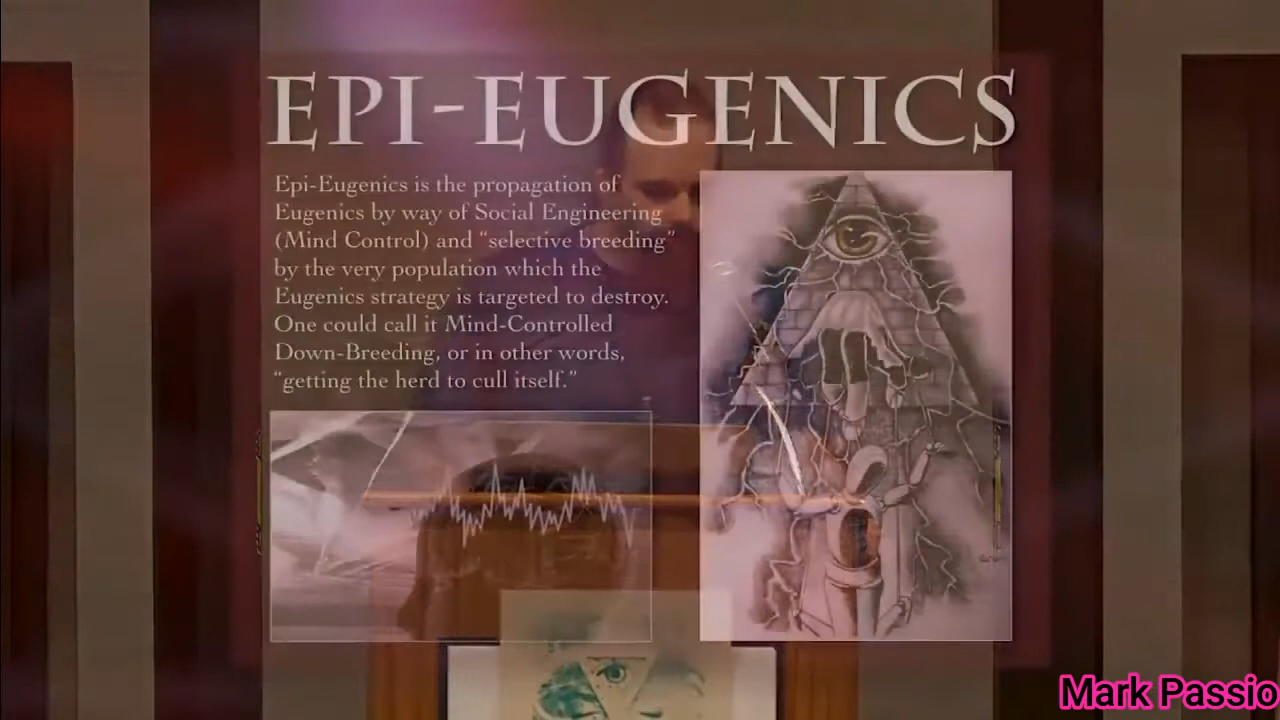 EPI-EUGENICS
Epi-Eugenics is the propagation of
Eugenics by way of Social Engineering
(Mind Control) and “selective breeding”
by the very population which the
Eugenics strategy is targeted to destroy.
One could call it Mind-Controlled
Down-Breeding, or in other words,
“getting the herd to cull itself.”
Mark Passio